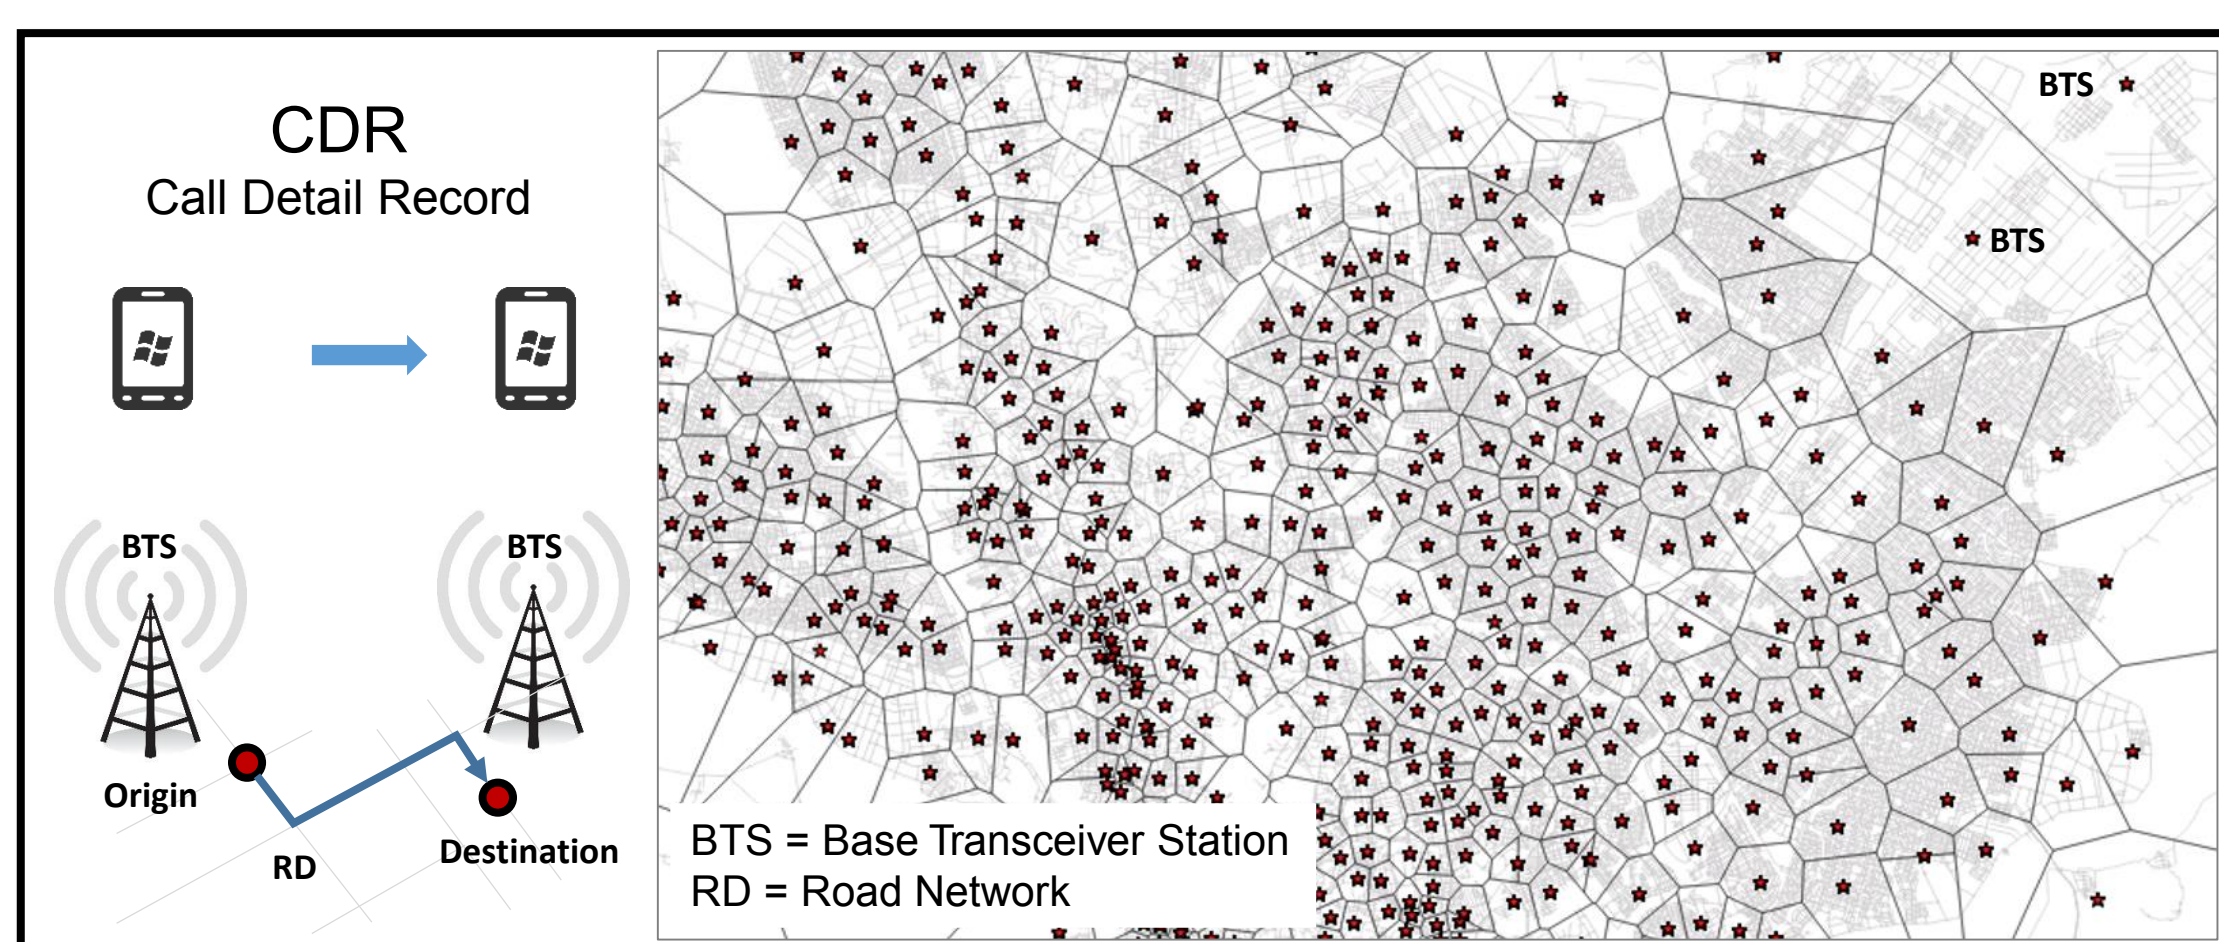 CDR
Call Detail Record
BTS
BTS
Origin
RD
Destination
BTS
BTS
BTS = Base Transceiver Station
RD = Road Network